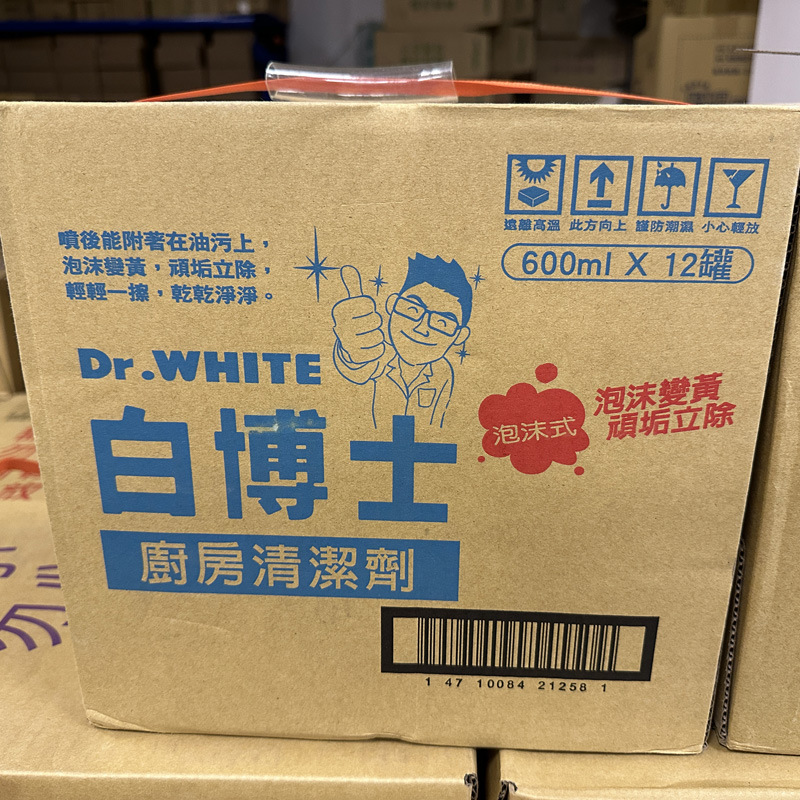 遠離高溫 此方向上 謹防潮濕 小心輕放
600ml X 12罐
噴後能附著在油污上，
泡沫變黃，頑垢立除，
輕輕一擦，乾乾淨淨。
Dr.WHITE
白博士
廚房清潔劑
泡沫式
泡沫變黃
頑垢立除
1 47 10084 21258 1